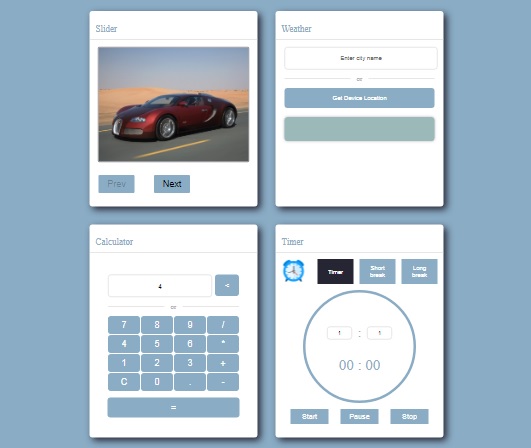 Slider
Prev
Next
Weather
Enter city name
or
Get Device Location
Calculator
4
<
or
7 8 9 /
4 5 6 *
1 2 3 +
C 0 . -
=
Timer
Timer
Short break
Long break
1 : 1
00 : 00
Start
Pause
Stop